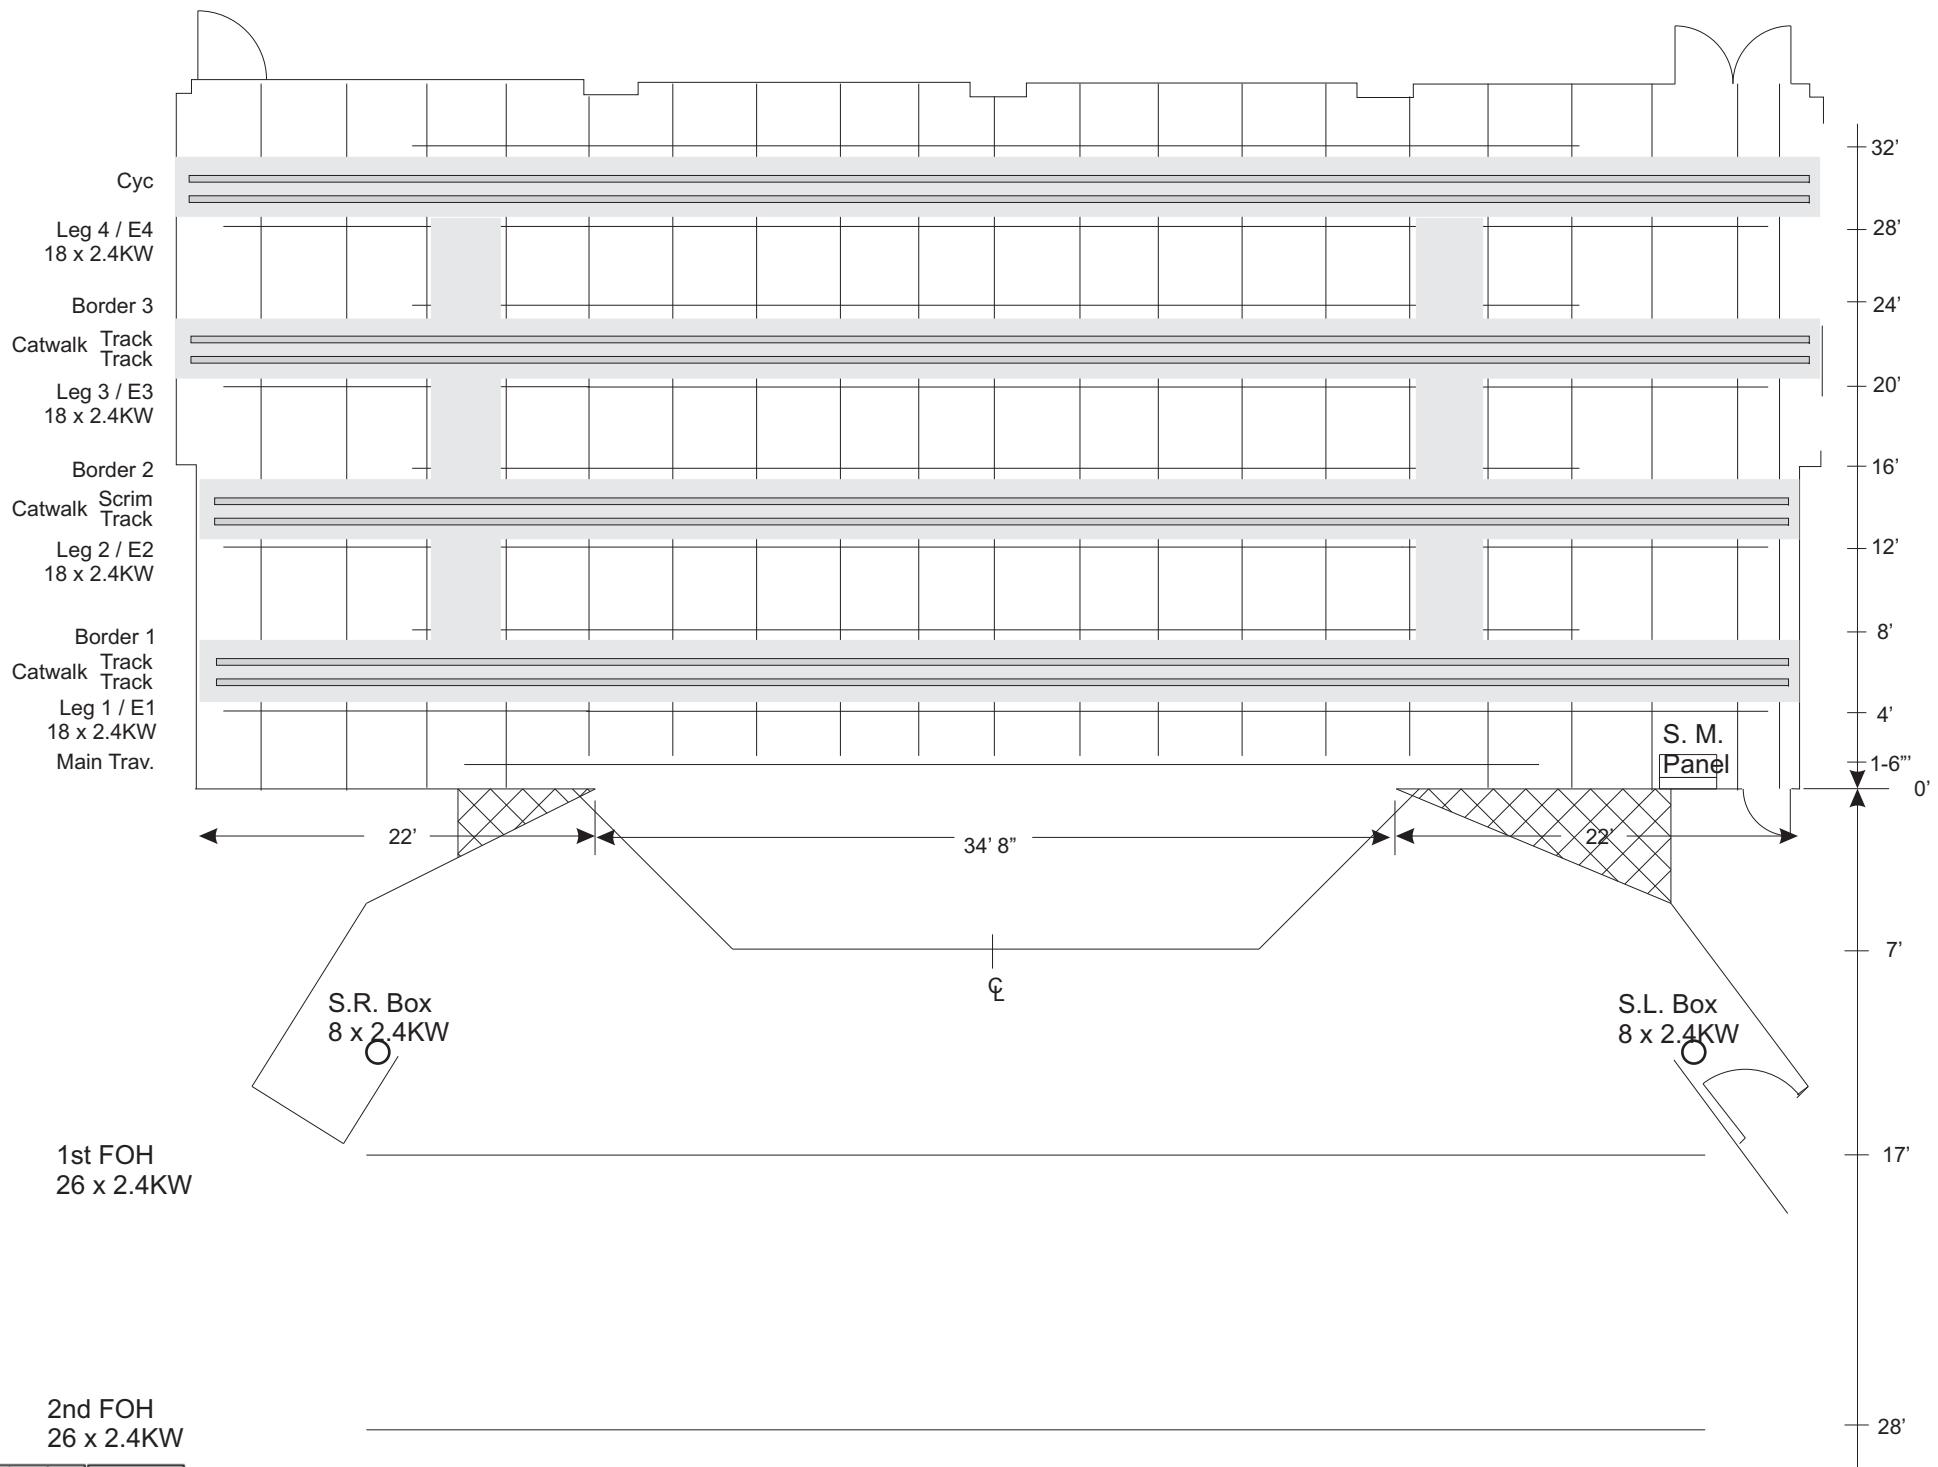 32’
Cyc
Leg 4 / E4
18 x 2.4KW
28’
Border 3
24’
Catwalk Track
Track
Leg 3 / E3
18 x 2.4KW
20’
Border 2
16’
Catwalk Scrim
Track
Leg 2 / E2
18 x 2.4KW
12’
Border 1
8’
Catwalk Track
Track
Leg 1 / E1
18 x 2.4KW
4’
S. M.
Panel
Main Trav.
1-6”’
0’
22’
34’ 8”
22’
7’
℄
S.R. Box
8 x 2.4KW
S.L. Box
8 x 2.4KW
1st FOH
26 x 2.4KW
17’
2nd FOH
26 x 2.4KW
28’